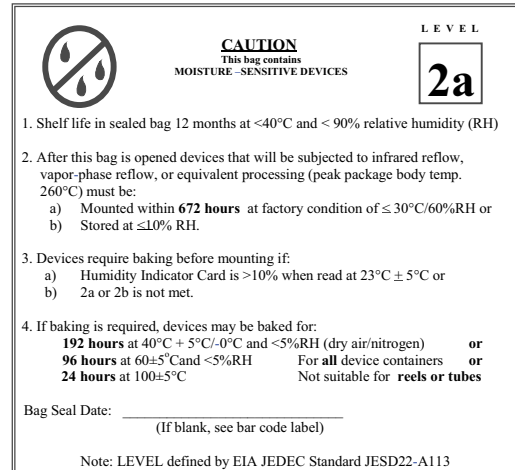 LEVEL
CAUTION
This bag contains
MOISTURE –SENSITIVE DEVICES
2a
1. Shelf life in sealed bag 12 months at <40°C and < 90% relative humidity (RH)
2. After this bag is opened devices that will be subjected to infrared reflow,
vapor-phase reflow, or equivalent processing (peak package body temp.
260°C) must be:
a) Mounted within 672 hours at factory condition of ≤ 30°C/60%RH or
b) Stored at ≤10% RH.
3. Devices require baking before mounting if:
a) Humidity Indicator Card is >10% when read at 23°C ± 5°C or
b) 2a or 2b is not met.
4. If baking is required, devices may be baked for:
192 hours at 40°C + 5°C/-0°C and <5%RH (dry air/nitrogen) or
96 hours at 60±5°Cand <5%RH For all device containers or
24 hours at 100±5°C Not suitable for reels or tubes
Bag Seal Date: ________________________________
(If blank, see bar code label)
Note: LEVEL defined by EIA JEDEC Standard JESD22-A113